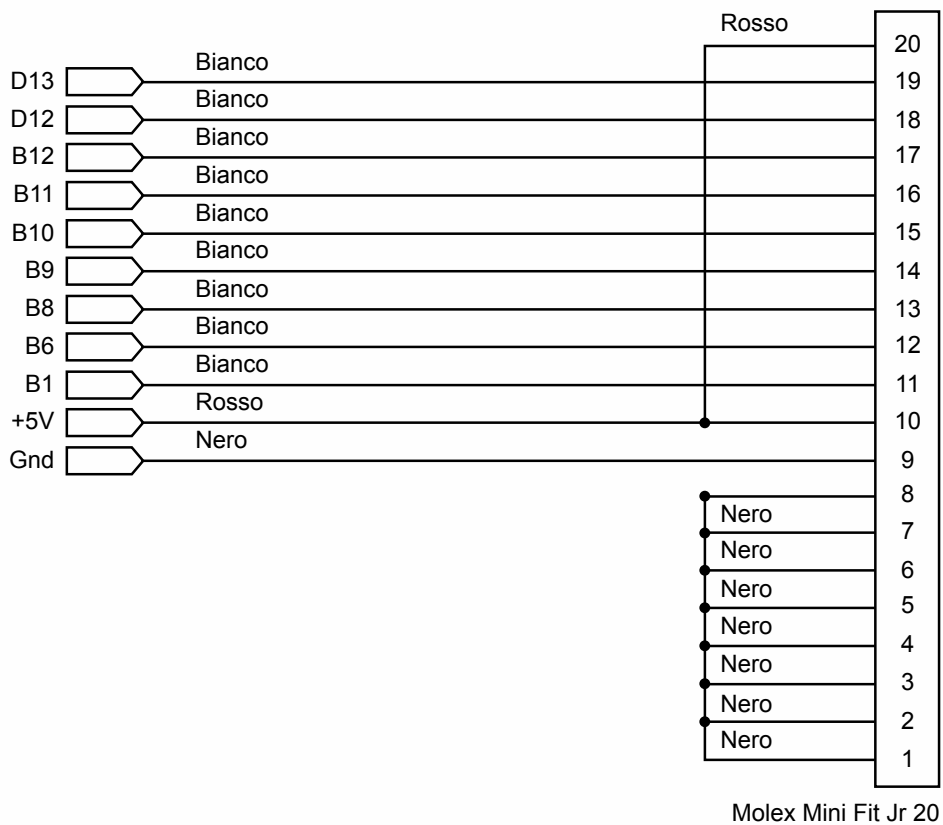 Rosso
20
D13 Bianco 19
D12 Bianco 18
B12 Bianco 17
B11 Bianco 16
B10 Bianco 15
B9 Bianco 14
B8 Bianco 13
B6 Bianco 12
B1 Bianco 11
+5V Rosso 10
Gnd Nero 9
8
Nero 7
Nero 6
Nero 5
Nero 4
Nero 3
Nero 2
Nero 1
Molex Mini Fit Jr 20